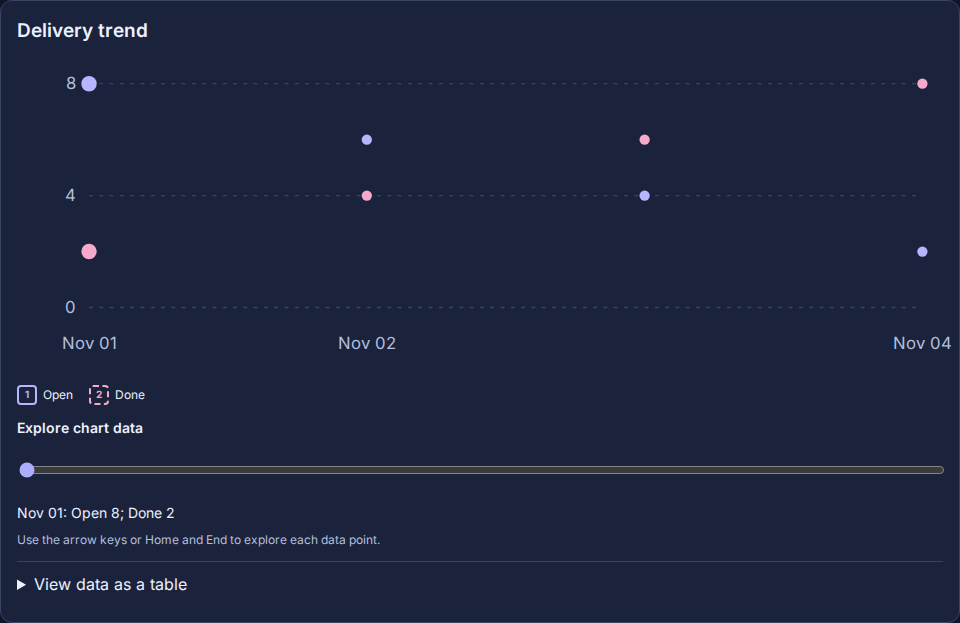 Delivery trend
8
4
0
Nov 01 Nov 02 Nov 04
1 Open 2 Done
Explore chart data
Nov 01: Open 8; Done 2
Use the arrow keys or Home and End to explore each data point.
View data as a table